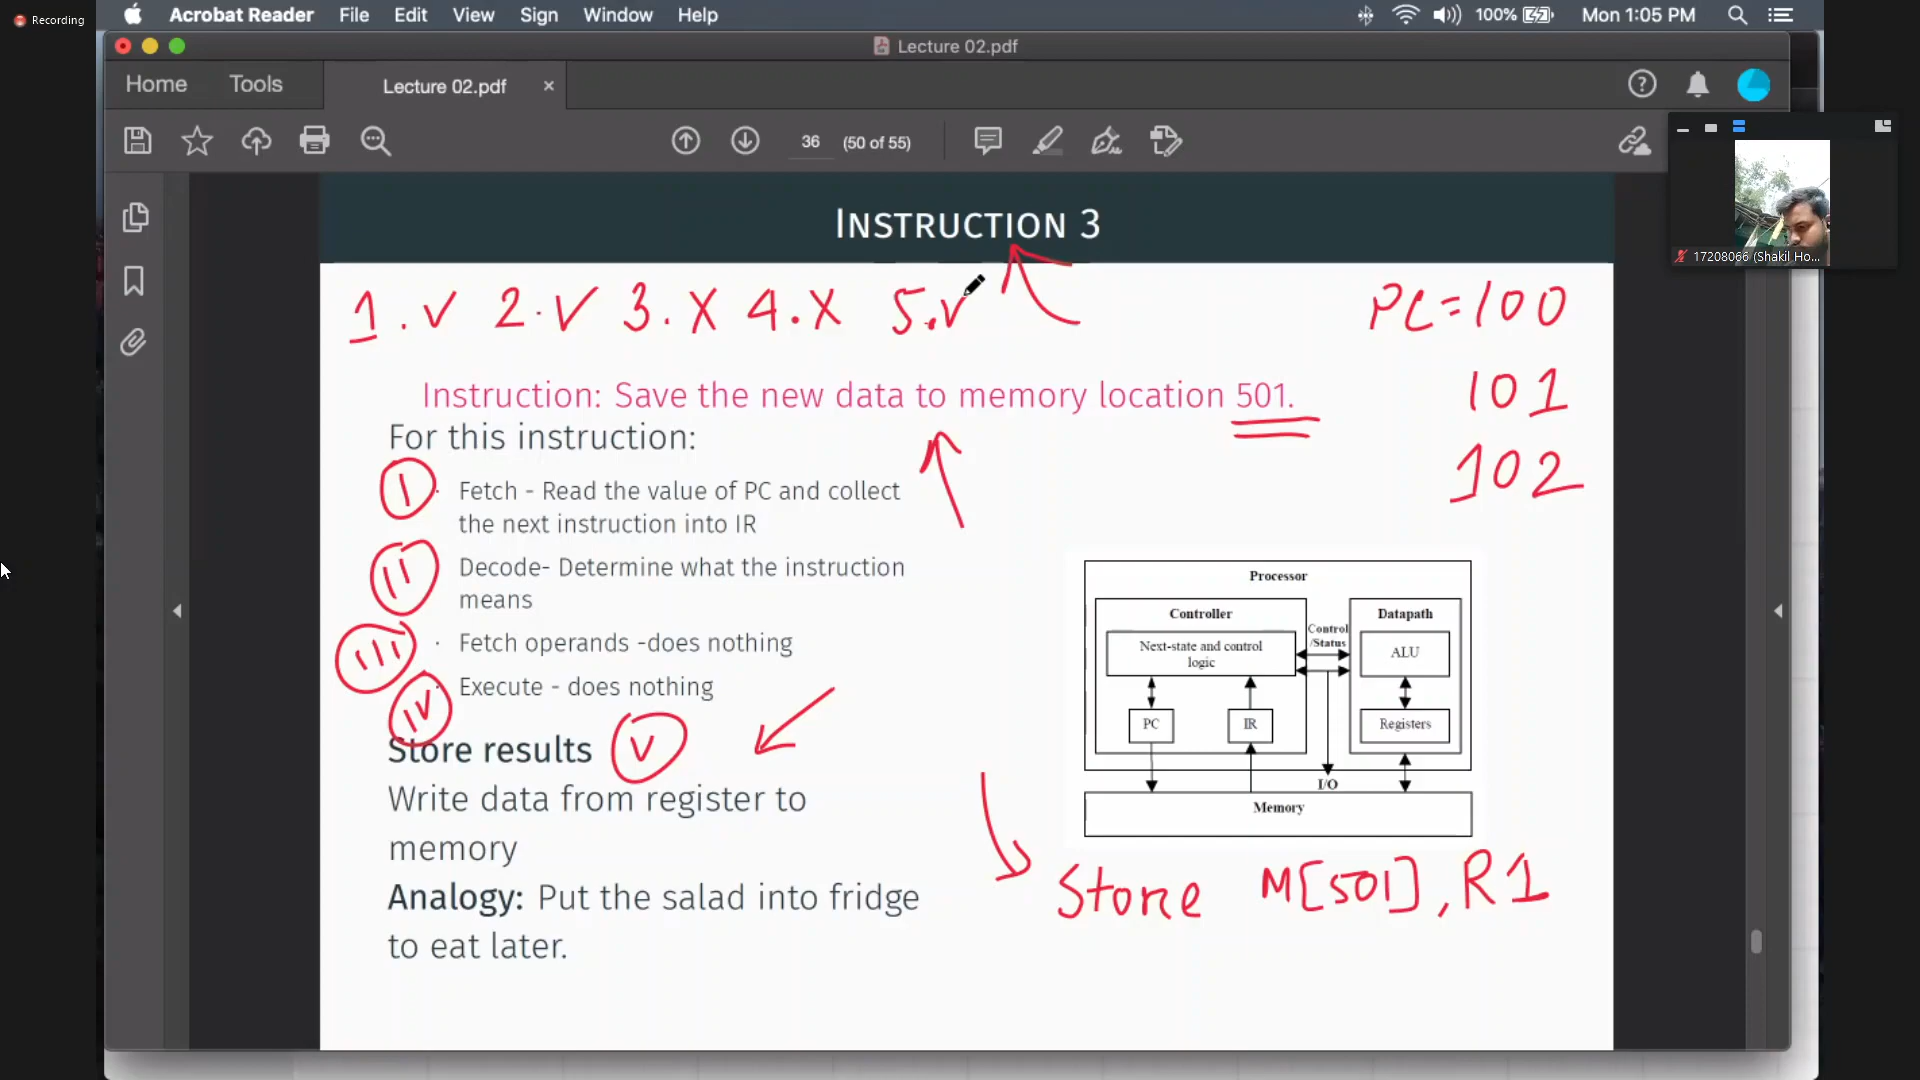 Recording
Acrobat Reader File Edit View Sign Window Help 100% Mon 1:05 PM
Lecture 02.pdf
Home Tools Lecture 02.pdf ×
36 (50 of 55)
17208066 (Shakil Ho...
INSTRUCTION 3
1. ✓ 2. ✓ 3. X 4. X 5. ✓
PC=100
101
102
Instruction: Save the new data to memory location 501.
For this instruction:
I · Fetch - Read the value of PC and collect
the next instruction into IR
II Decode- Determine what the instruction
means
III · Fetch operands -does nothing
IV · Execute - does nothing
Store results V
Write data from register to
memory
Analogy: Put the salad into fridge
to eat later.
Processor
Controller
Datapath
Control
/Status
Next-state and control
logic
ALU
PC
IR
Registers
I/O
Memory
Store M[501], R1